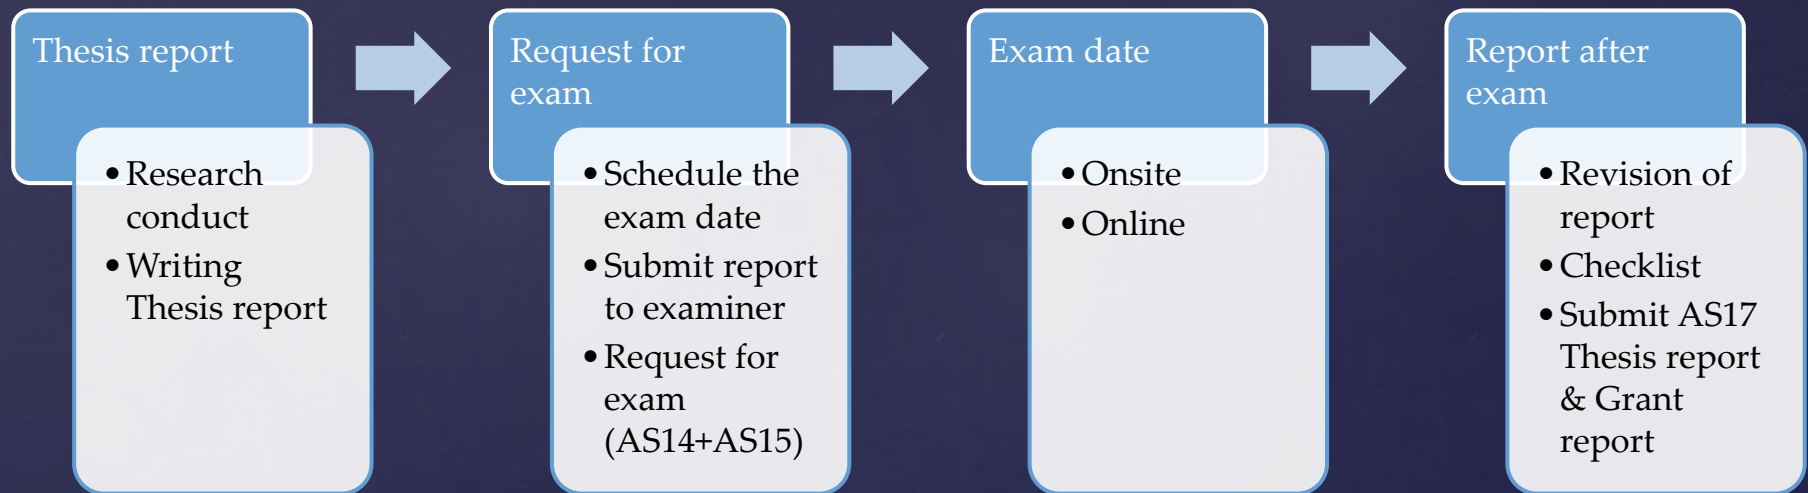 Thesis report
• Research
conduct
• Writing
Thesis report
Request for
exam
• Schedule the
exam date
• Submit report
to examiner
• Request for
exam
(AS14+AS15)
Exam date
• Onsite
• Online
Report after
exam
• Revision of
report
• Checklist
• Submit AS17
Thesis report
& Grant
report